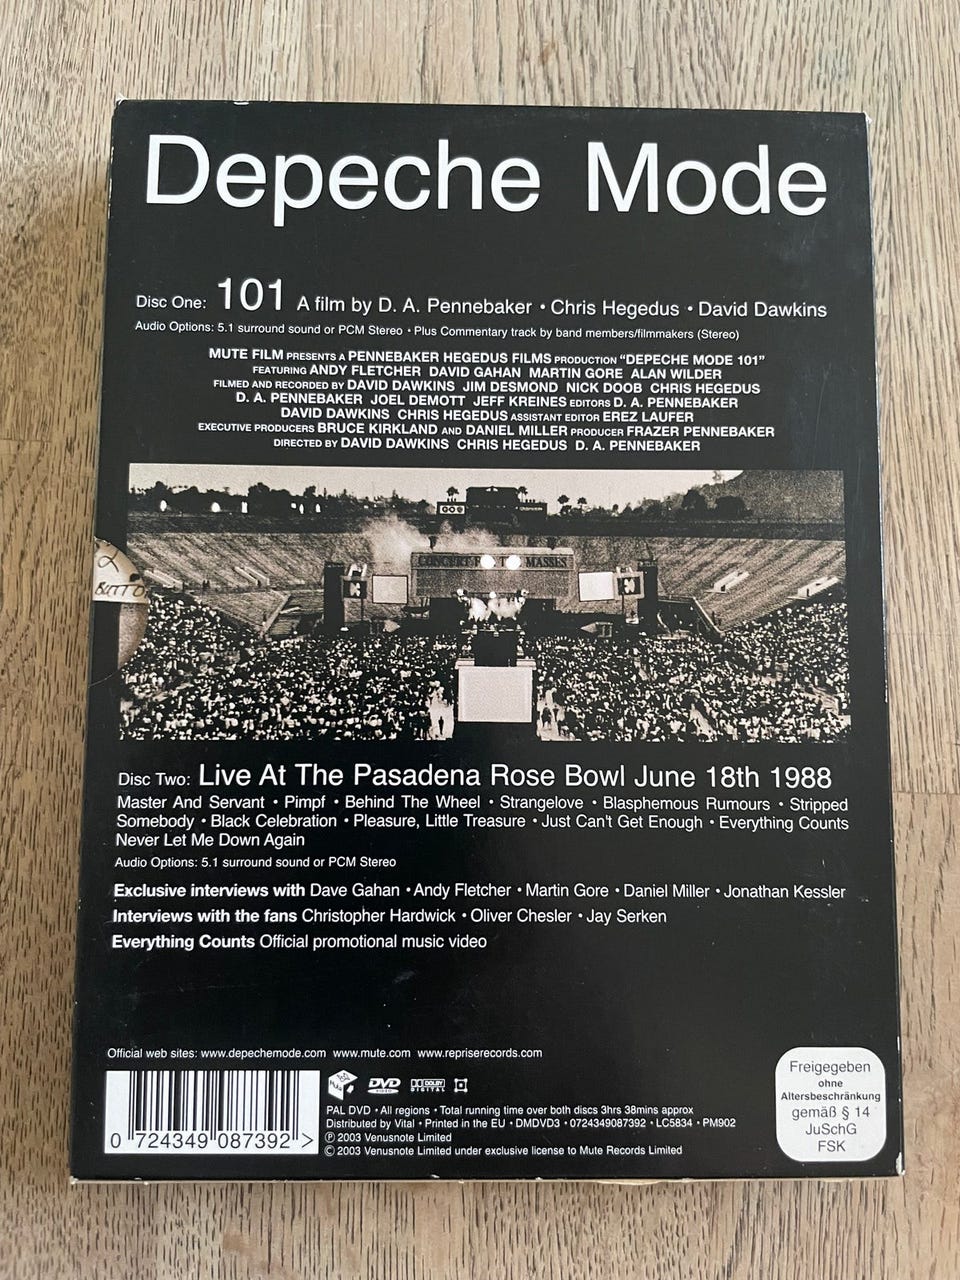 Depeche Mode
Disc One: 101 A film by D. A. Pennebaker • Chris Hegedus • David Dawkins
Audio Options: 5.1 surround sound or PCM Stereo • Plus Commentary track by band members/filmmakers (Stereo)
MUTE FILM PRESENTS A PENNEBAKER HEGEDUS FILMS PRODUCTION “DEPECHE MODE 101”
FEATURING ANDY FLETCHER DAVID GAHAN MARTIN GORE ALAN WILDER
FILMED AND RECORDED BY DAVID DAWKINS JIM DESMOND NICK DOOB CHRIS HEGEDUS
D. A. PENNEBAKER JOEL DEMOTT JEFF KREINES EDITORS D. A. PENNEBAKER
DAVID DAWKINS CHRIS HEGEDUS ASSISTANT EDITOR EREZ LAUFER
EXECUTIVE PRODUCERS BRUCE KIRKLAND AND DANIEL MILLER PRODUCER FRAZER PENNEBAKER
DIRECTED BY DAVID DAWKINS CHRIS HEGEDUS D. A. PENNEBAKER
CONCERT THE MASSES
BUTTO
Disc Two: Live At The Pasadena Rose Bowl June 18th 1988
Master And Servant • Pimpf • Behind The Wheel • Strangelove • Blasphemous Rumours • Stripped
Somebody • Black Celebration • Pleasure, Little Treasure • Just Can't Get Enough • Everything Counts
Never Let Me Down Again
Audio Options: 5.1 surround sound or PCM Stereo
Exclusive interviews with Dave Gahan • Andy Fletcher • Martin Gore • Daniel Miller • Jonathan Kessler
Interviews with the fans Christopher Hardwick • Oliver Chesler • Jay Serken
Everything Counts Official promotional music video
Official web sites: www.depechemode.com www.mute.com www.repriserecords.com
Mute DVD VIDEO DOLBY DIGITAL
PAL DVD • All regions • Total running time over both discs 3hrs 38mins approx
Distributed by Vital • Printed in the EU • DMDVD3 • 0724349087392 • LC5834 • PM902
℗ 2003 Venusnote Limited
© 2003 Venusnote Limited under exclusive license to Mute Records Limited
0 724349 087392 >
Freigegeben
ohne
Altersbeschränkung
gemäß § 14
JuSchG
FSK